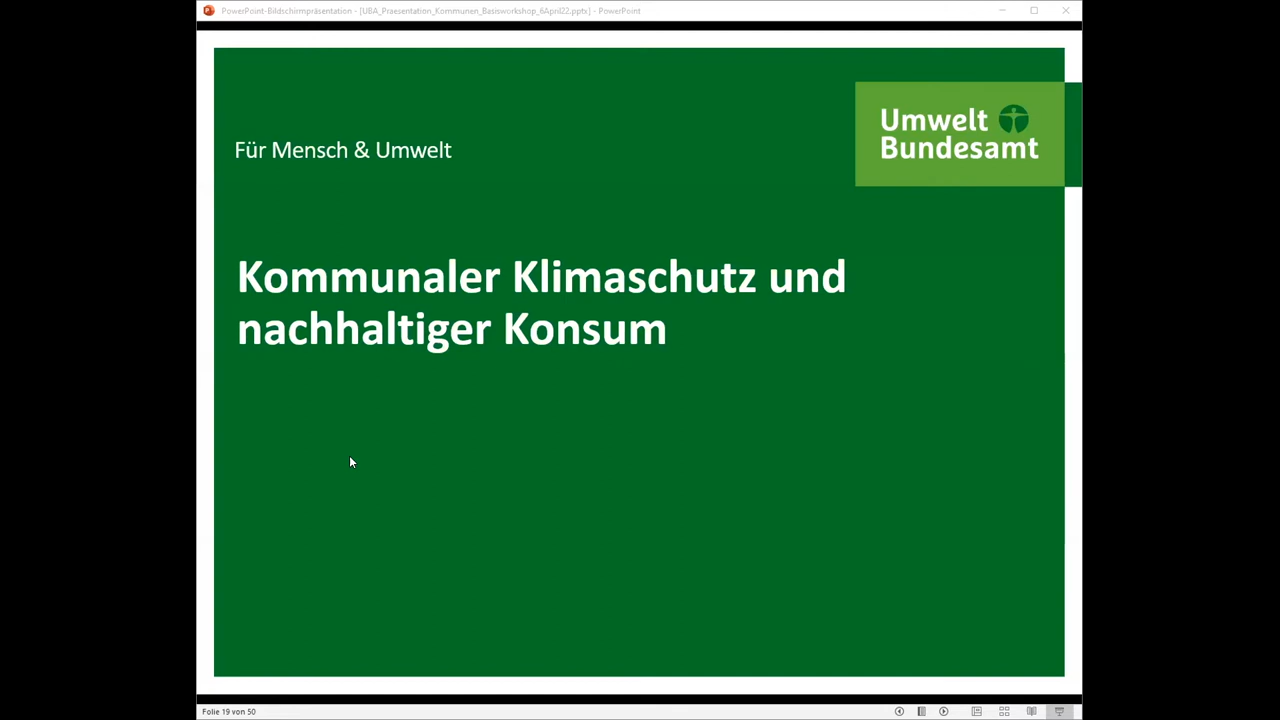 PowerPoint-Bildschirmpräsentation - [UBA_Praesentation_Kommunen_Basisworkshop_6April22.pptx] - PowerPoint
Umwelt
Bundesamt
Für Mensch & Umwelt
Kommunaler Klimaschutz und
nachhaltiger Konsum
Folie 19 von 50